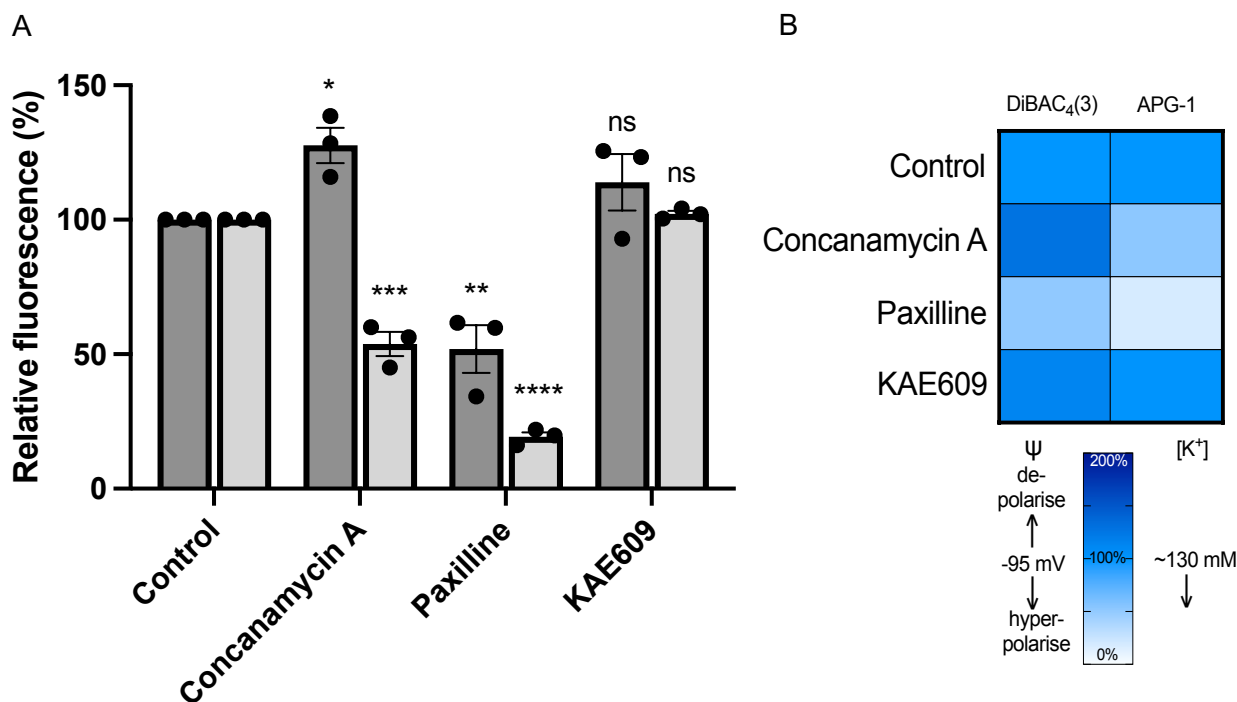 A
Relative fluorescence (%)
150
100
50
0
*
***
**
****
ns
ns
Control
Concanamycin A
Paxilline
KAE609
B
DiBAC₄(3) APG-1
Control
Concanamycin A
Paxilline
KAE609
Ψ
de-
polarise
-95 mV
hyper-
polarise
200%
100%
0%
[K⁺]
~130 mM